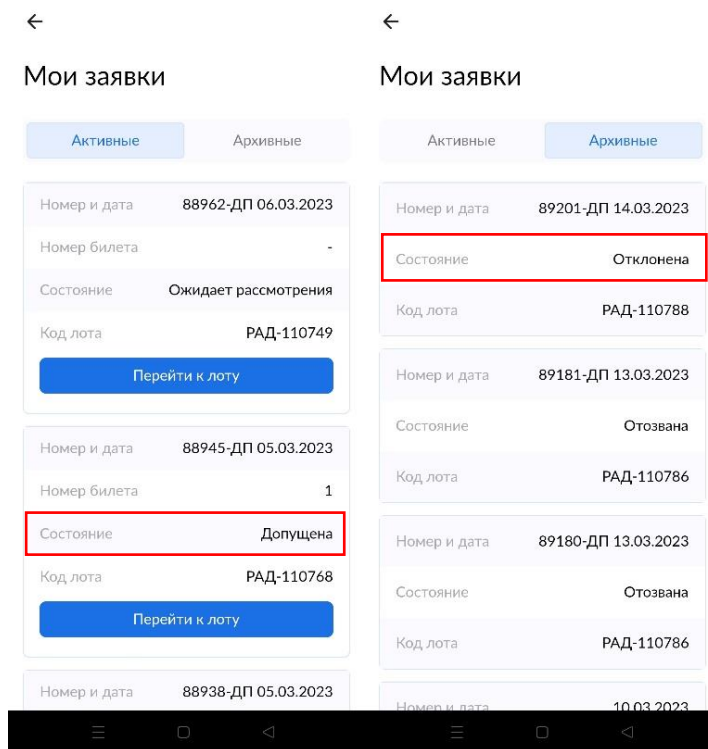 Мои заявки
Активные Архивные
Номер и дата 88962-ДП 06.03.2023
Номер билета -
Состояние Ожидает рассмотрения
Код лота РАД-110749
Перейти к лоту
Номер и дата 88945-ДП 05.03.2023
Номер билета 1
Состояние Допущена
Код лота РАД-110768
Перейти к лоту
Номер и дата 88938-ДП 05.03.2023
Мои заявки
Активные Архивные
Номер и дата 89201-ДП 14.03.2023
Состояние Отклонена
Код лота РАД-110788
Номер и дата 89181-ДП 13.03.2023
Состояние Отозвана
Код лота РАД-110786
Номер и дата 89180-ДП 13.03.2023
Состояние Отозвана
Код лота РАД-110786
Номер и дата 10.03.2023